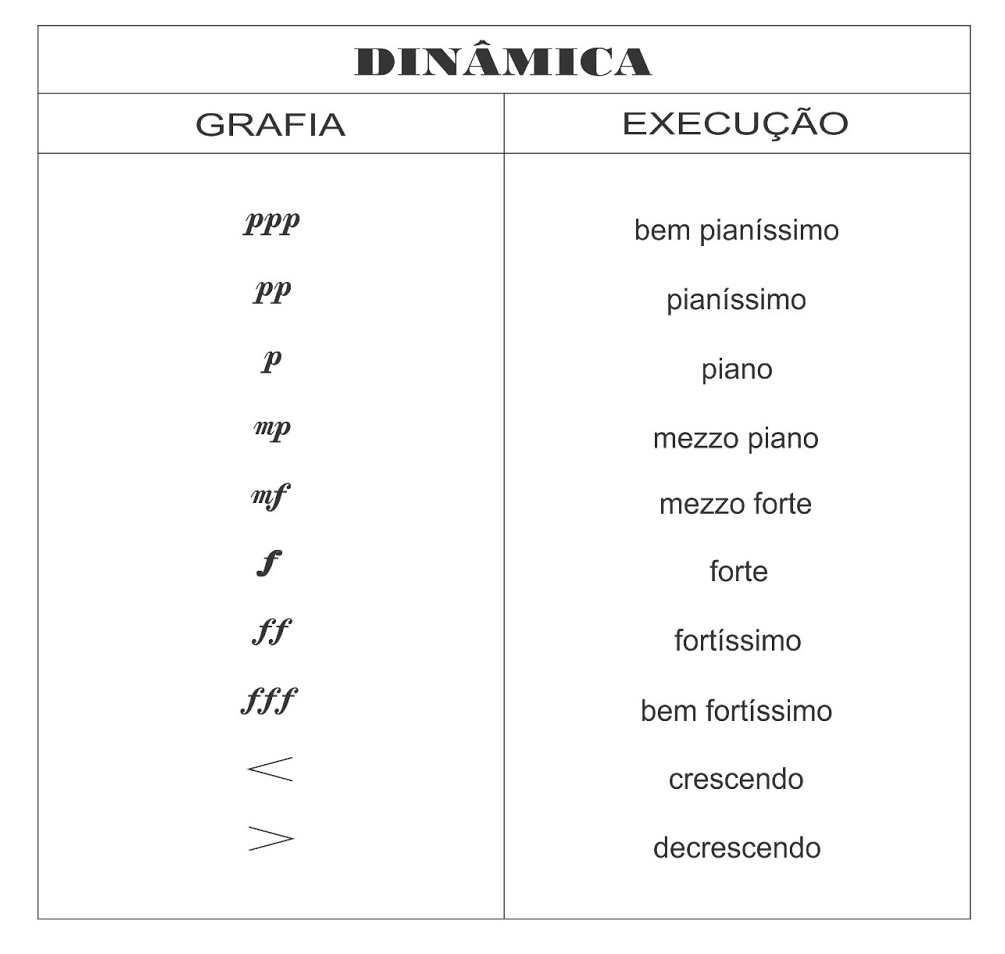 DINÂMICA
GRAFIA EXECUÇÃO
ppp bem pianíssimo
pp pianíssimo
p piano
mp mezzo piano
mf mezzo forte
f forte
ff fortíssimo
fff bem fortíssimo
< crescendo
> decrescendo